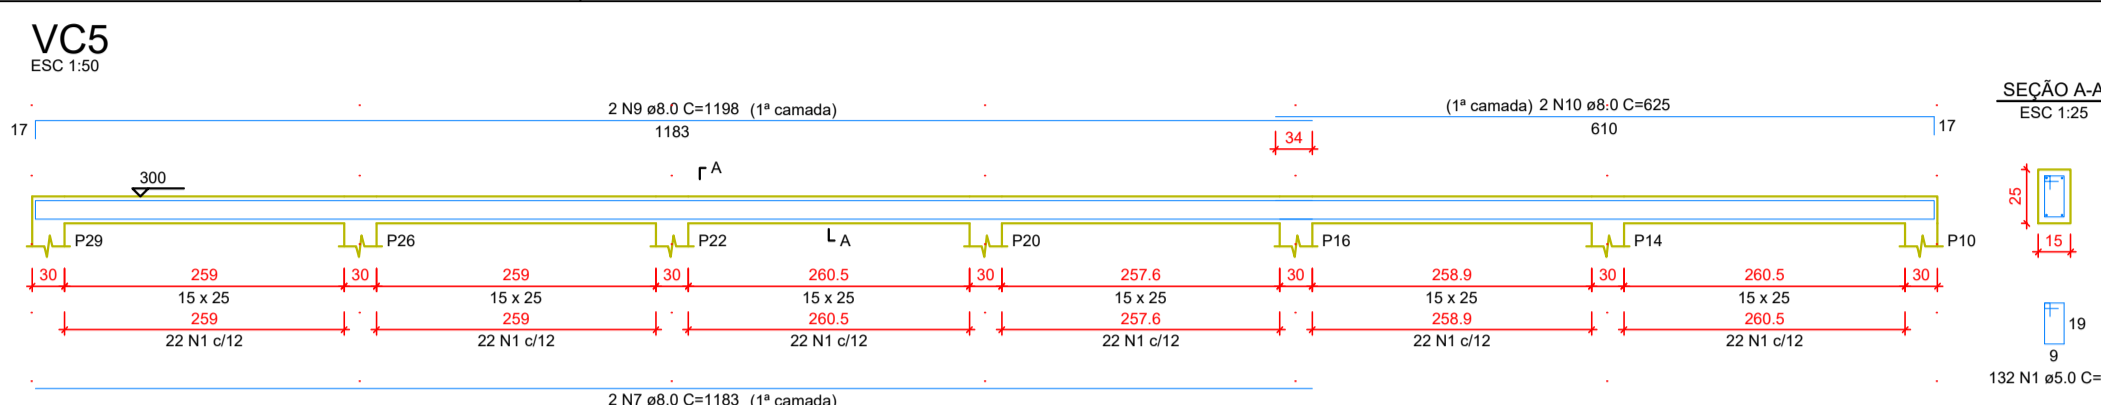 VC5
ESC 1:50
2 N9 ø8.0 C=1198 (1ª camada)
(1ª camada) 2 N10 ø8.0 C=625
17
1183
610
17
34
SEÇÃO A-A
ESC 1:25
A
300
25
15
P29
P26
P22
A
P20
P16
P14
P10
30 259 30 259 30 260.5 30 257.6 30 258.9 30 260.5 30
15 x 25 15 x 25 15 x 25 15 x 25 15 x 25 15 x 25
259 259 260.5 257.6 258.9 260.5
22 N1 c/12 22 N1 c/12 22 N1 c/12 22 N1 c/12 22 N1 c/12 22 N1 c/12
19
9
132 N1 ø5.0 C=
2 N7 ø8.0 C=1183 (1ª camada)